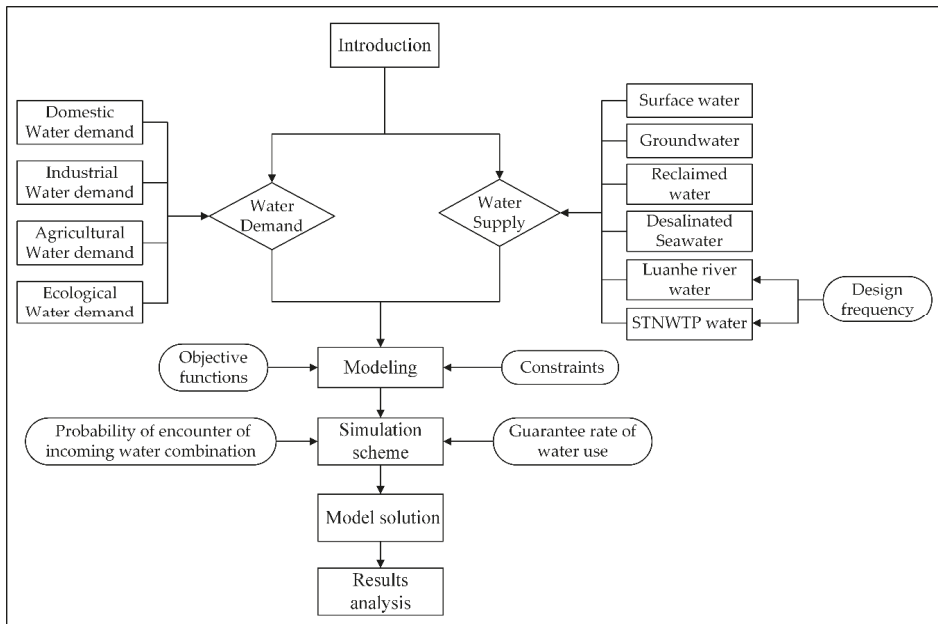 Introduction
Domestic
Water demand
Industrial
Water demand
Agricultural
Water demand
Ecological
Water demand
Water
Demand
Water
Supply
Surface water
Groundwater
Reclaimed
water
Desalinated
Seawater
Luanhe river
water
STNWTP water
Design
frequency
Objective
functions
Modeling
Constraints
Probability of encounter of
incoming water combination
Simulation
scheme
Guarantee rate of
water use
Model solution
Results
analysis